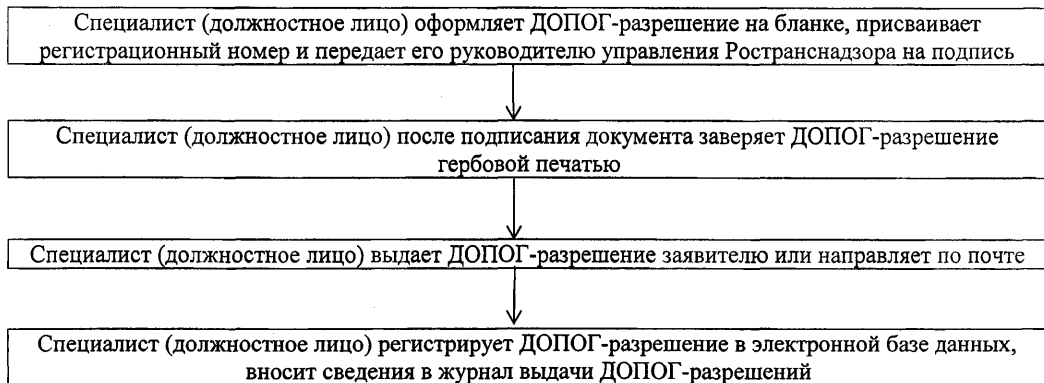 Специалист (должностное лицо) оформляет ДОПОГ-разрешение на бланке, присваивает
регистрационный номер и передает его руководителю управления Ространснадзора на подпись
Специалист (должностное лицо) после подписания документа заверяет ДОПОГ-разрешение
гербовой печатью
Специалист (должностное лицо) выдает ДОПОГ-разрешение заявителю или направляет по почте
Специалист (должностное лицо) регистрирует ДОПОГ-разрешение в электронной базе данных,
вносит сведения в журнал выдачи ДОПОГ-разрешений